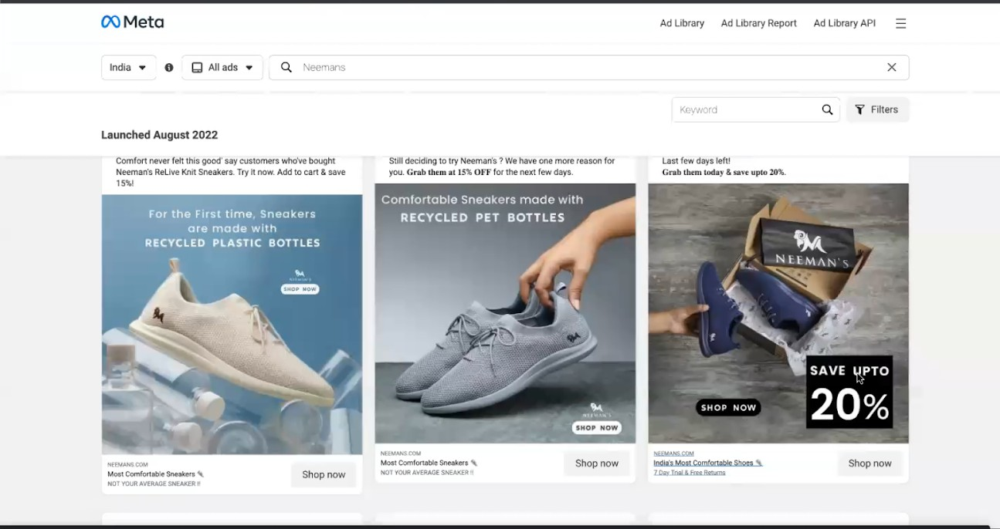 Meta
Ad Library
Ad Library Report
Ad Library API
India
All ads
Neemans
Keyword
Filters
Launched August 2022
Comfort never felt this good' say customers who've bought
Neeman's ReLive Knit Sneakers. Try it now. Add to cart & save
15%!
For the First time, Sneakers
are made with
RECYCLED PLASTIC BOTTLES
NEEMAN'S
SHOP NOW
NEEMANS.COM
Most Comfortable Sneakers
NOT YOUR AVERAGE SNEAKER !!
Shop now
Still deciding to try Neeman's ? We have one more reason for
you. Grab them at 15% OFF for the next few days.
Comfortable Sneakers made with
RECYCLED PET BOTTLES
NEEMAN'S
SHOP NOW
NEEMANS.COM
Most Comfortable Sneakers
NOT YOUR AVERAGE SNEAKER !!
Shop now
Last few days left!
Grab them today & save upto 20%.
NEEMAN'S
SAVE UPTO
20%
SHOP NOW
NEEMANS.COM
India's Most Comfortable Shoes
7 Day Trial & Free Returns
Shop now